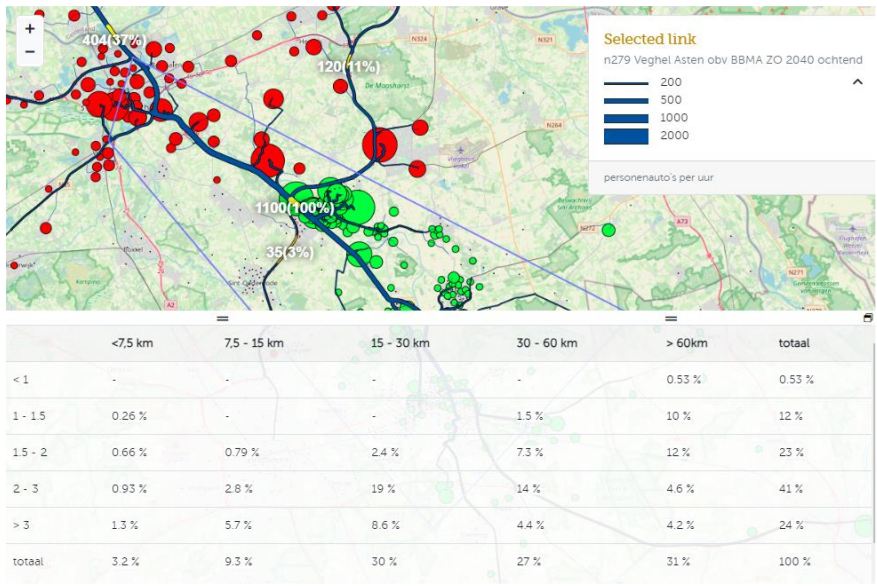 +
−
404(37%)
120(11%)
De Maashorst
N324
N321
N264
1100(100%)
35(3%)
N272
A73
N271
A2
Selected link
n279 Veghel Asten obv BBMA ZO 2040 ochtend
200
500
1000
2000
personenauto's per uur
<7,5 km 7,5 - 15 km 15 - 30 km 30 - 60 km > 60km totaal
< 1 - - - - 0.53 % 0.53 %
1 - 1.5 0.26 % - - 1.5 % 10 % 12 %
1.5 - 2 0.66 % 0.79 % 2.4 % 7.3 % 12 % 23 %
2 - 3 0.93 % 2.8 % 19 % 14 % 4.6 % 41 %
> 3 1.3 % 5.7 % 8.6 % 4.4 % 4.2 % 24 %
totaal 3.2 % 9.3 % 30 % 27 % 31 % 100 %